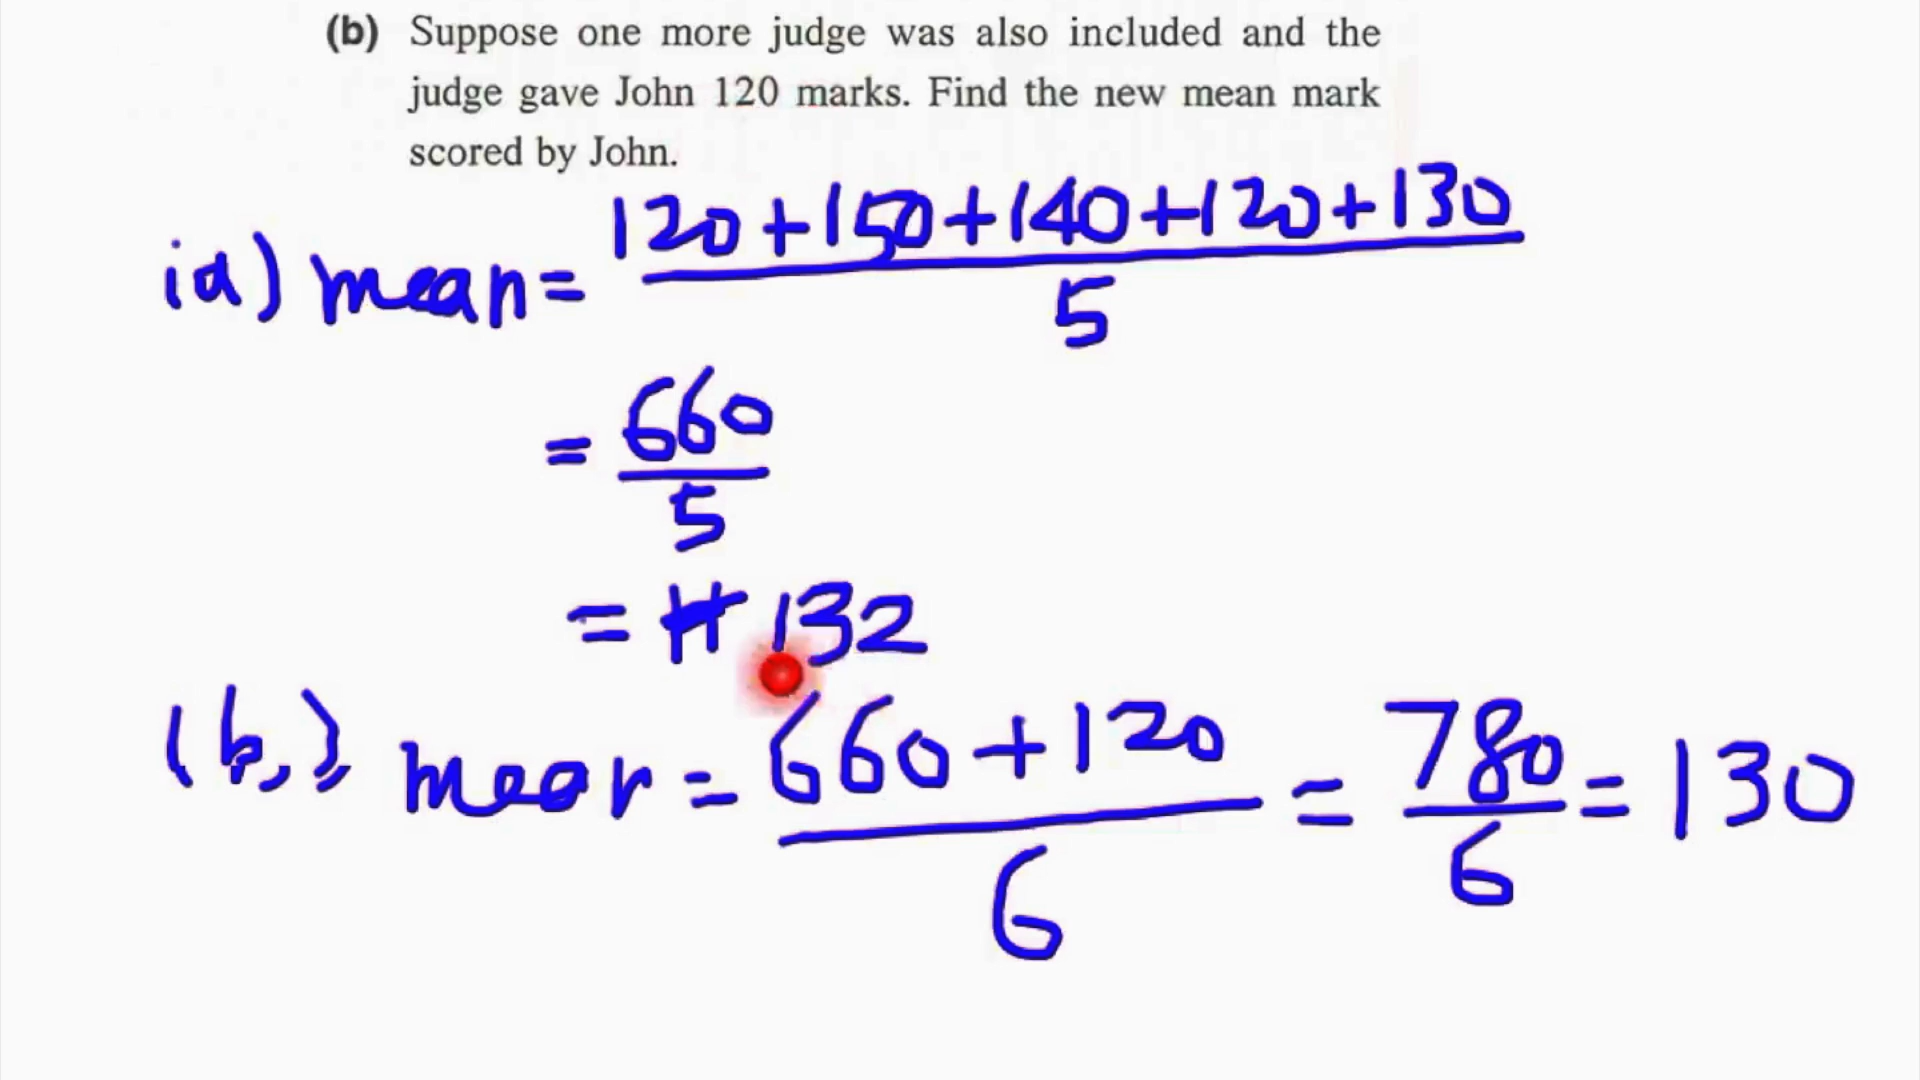 (b) Suppose one more judge was also included and the
judge gave John 120 marks. Find the new mean mark
scored by John.
120+150+140+120+130
(a) mean=
5
= 660
5
= 132
(b) mean = 660+120 = 780 = 130
6 6